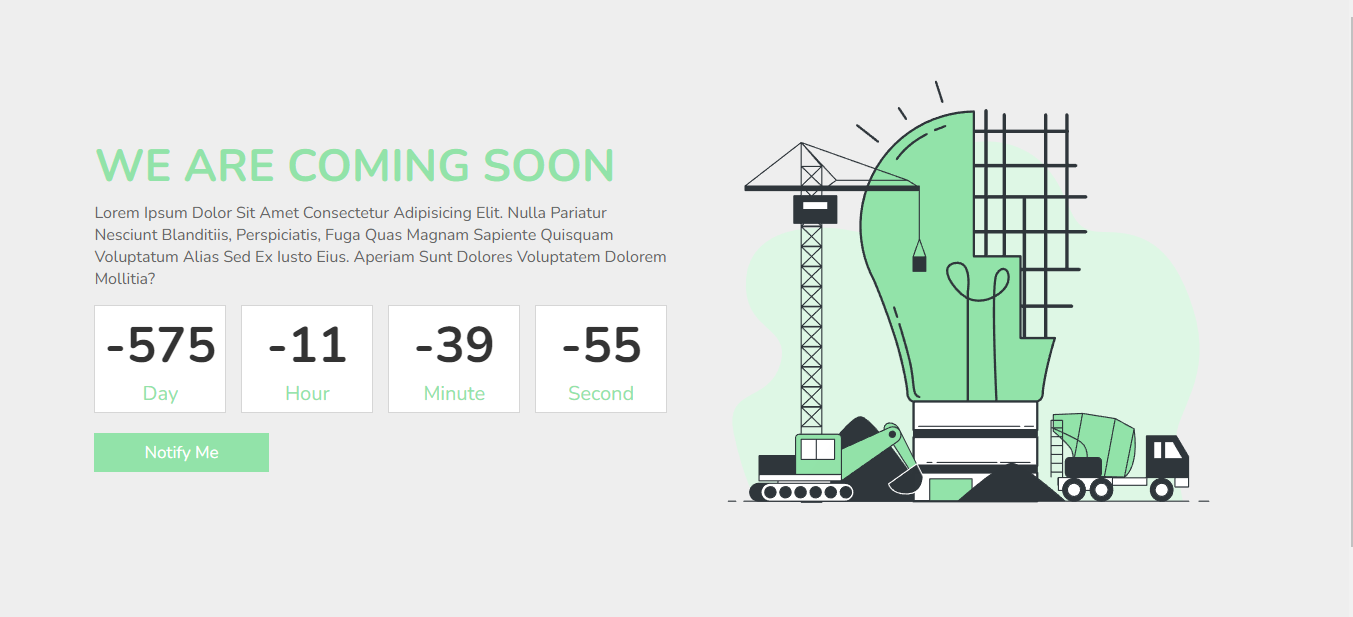 WE ARE COMING SOON
Lorem Ipsum Dolor Sit Amet Consectetur Adipisicing Elit. Nulla Pariatur
Nesciunt Blanditiis, Perspiciatis, Fuga Quas Magnam Sapiente Quisquam
Voluptatum Alias Sed Ex Iusto Eius. Aperiam Sunt Dolores Voluptatem Dolorem
Mollitia?
-575 -11 -39 -55
Day Hour Minute Second
Notify Me